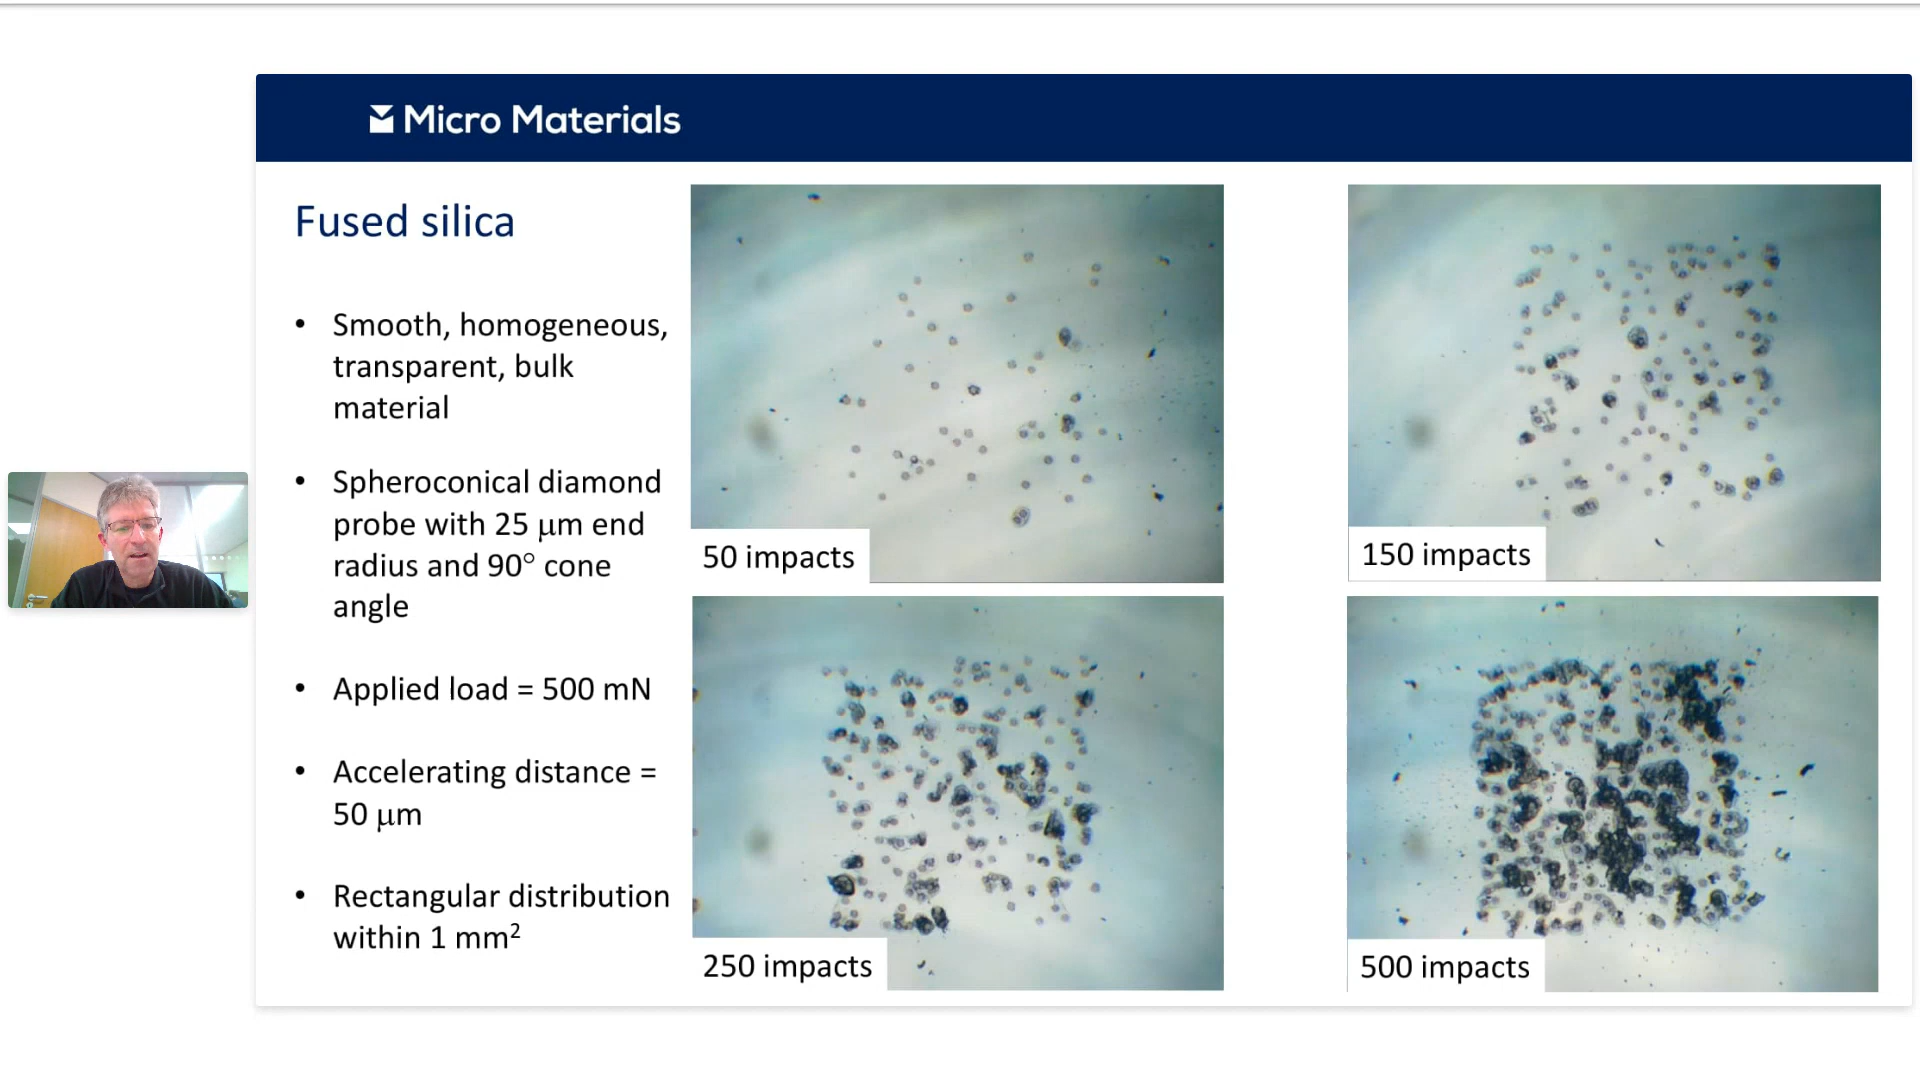 Micro Materials
Fused silica
• Smooth, homogeneous,
transparent, bulk
material
• Spheroconical diamond
probe with 25 μm end
radius and 90° cone
angle
• Applied load = 500 mN
• Accelerating distance =
50 μm
• Rectangular distribution
within 1 mm²
50 impacts
150 impacts
250 impacts
500 impacts